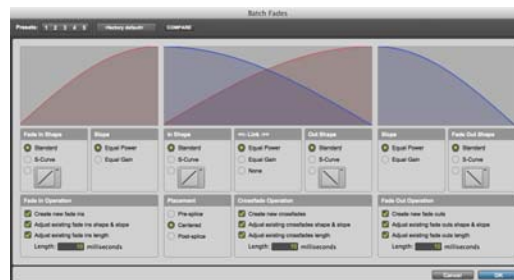 Batch Fades
Presets: 1 2 3 4 5 COMPARE
Fade In Shape
Standard
S-Curve
Slope
Equal Power
Equal Gain
In Shape
Standard
S-Curve
<<- Link ->>
Equal Power
Equal Gain
None
Out Shape
Standard
S-Curve
Slope
Equal Power
Equal Gain
Fade Out Shape
Standard
S-Curve
Fade In Operation
Create new fade ins
Adjust existing fade ins shape & slope
Adjust existing fade ins length
Length: milliseconds
Placement
Pre-splice
Centered
Post-splice
Crossfade Operation
Create new crossfades
Adjust existing crossfades shape & slope
Adjust existing crossfades length
Length: milliseconds
Fade Out Operation
Create new fade outs
Adjust existing fade outs shape & slope
Adjust existing fade outs length
Length: milliseconds
Cancel
OK